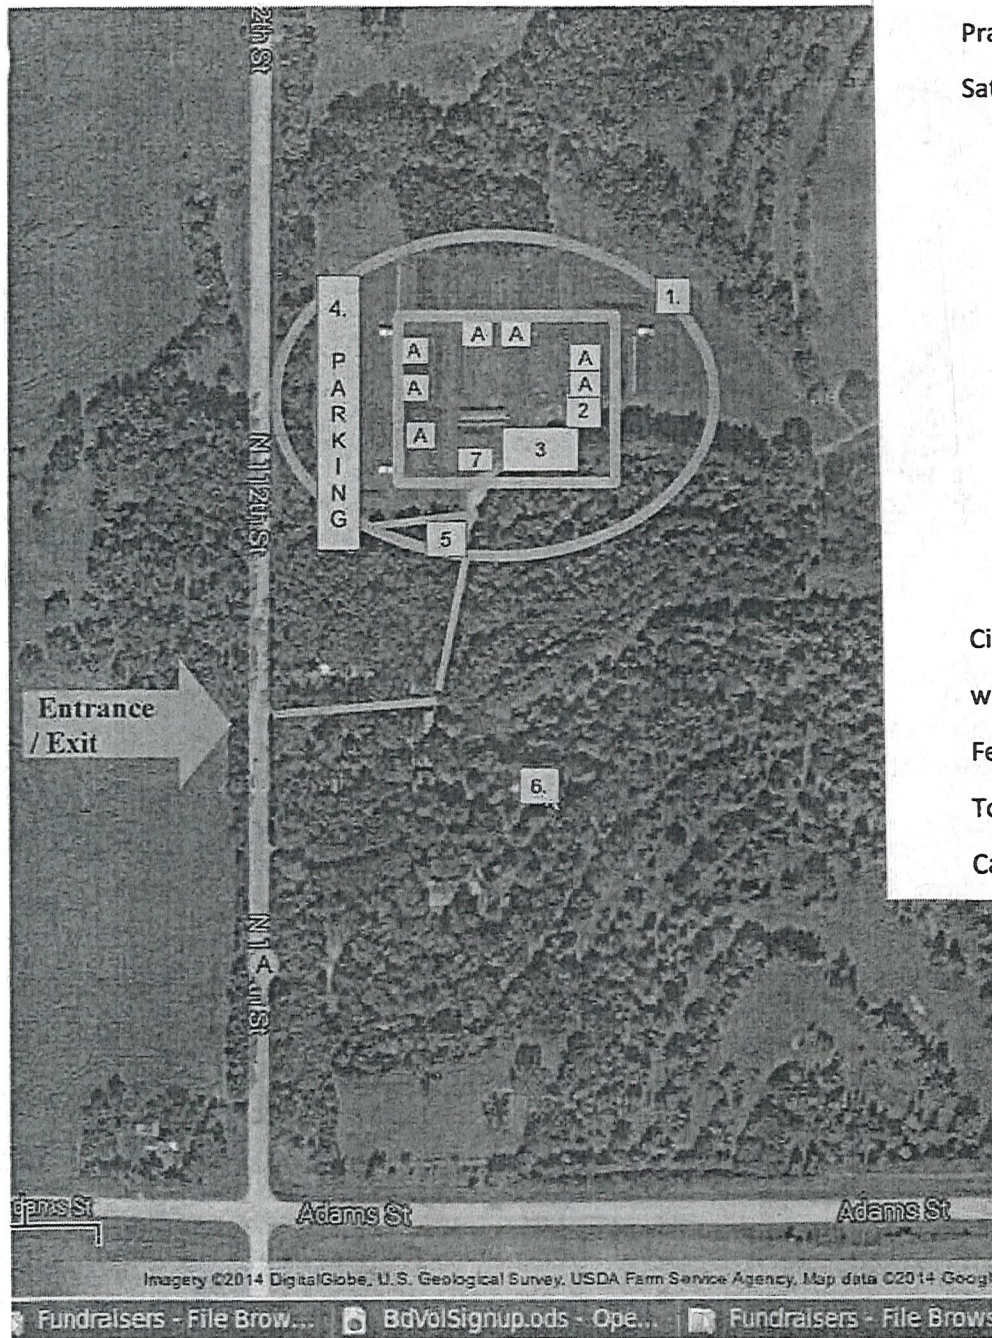 Pra
Sat
1.
4.
PARKING
A A
A
A
A
A
A
2
3
7
5
N 112th St
Entrance
/ Exit
6.
Ci
w
Fe
To
Ca
A
Adams St
Adams St
Imagery ©2014 DigitalGlobe, U.S. Geological Survey, USDA Farm Service Agency, Map data ©2014 Goog
Fundraisers - File Brow... BdVolSignup.ods - Ope... Fundraisers - File Brows